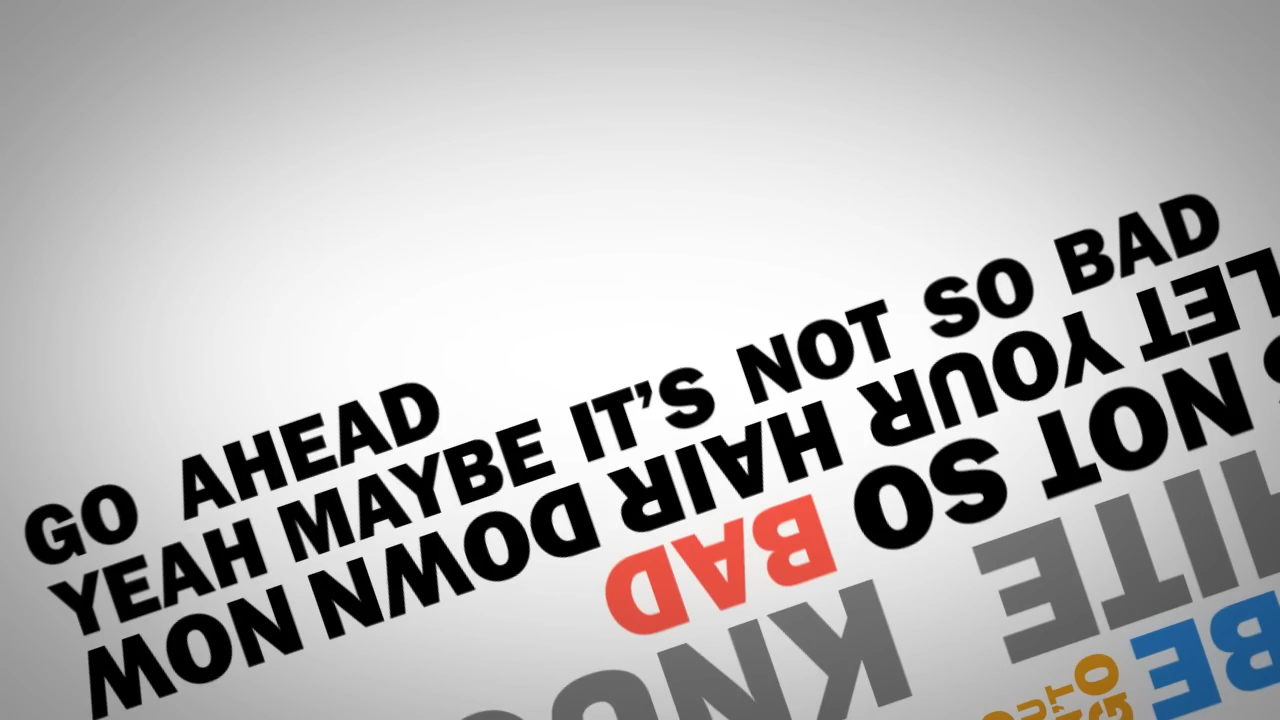 GO AHEAD
YEAH MAYBE IT’S NOT SO BAD
LET YOUR HAIR DOWN NOW
NOT SO BAD